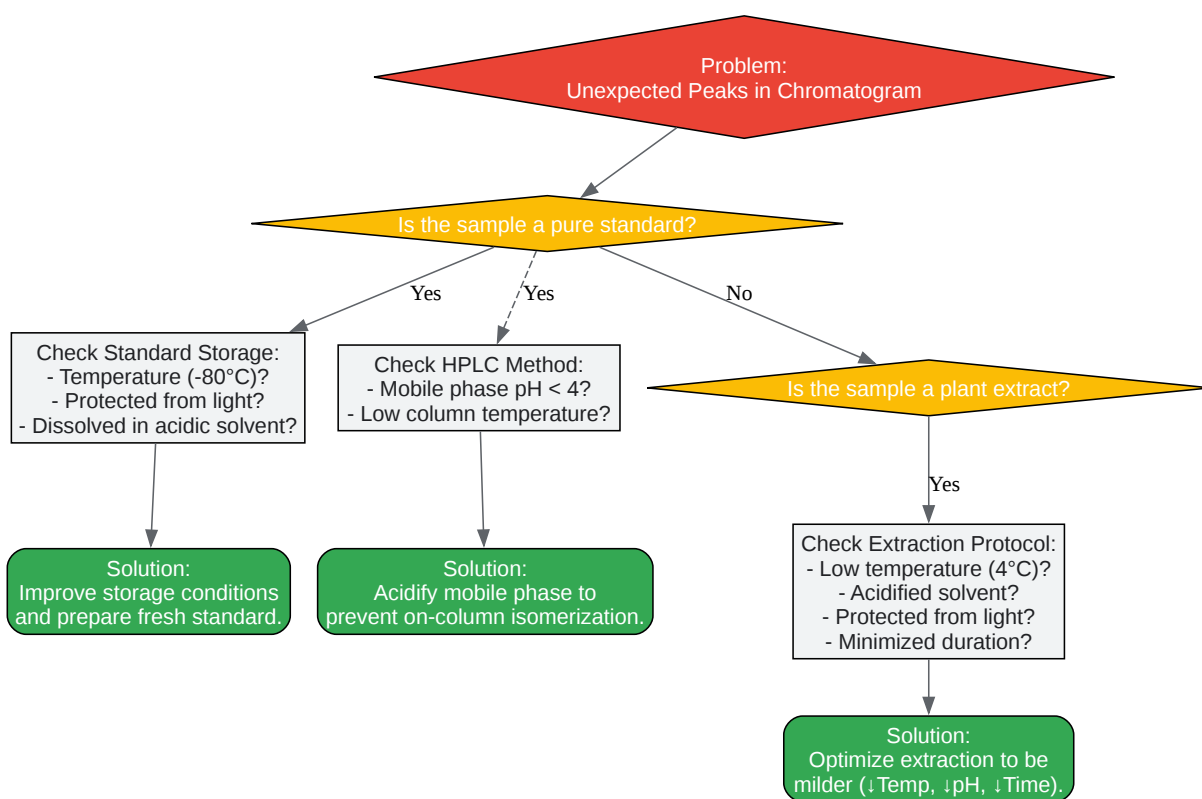 Problem:
Unexpected Peaks in Chromatogram
Is the sample a pure standard?
Yes
Yes
No
Check Standard Storage:
- Temperature (-80°C)?
- Protected from light?
- Dissolved in acidic solvent?
Check HPLC Method:
- Mobile phase pH < 4?
- Low column temperature?
Is the sample a plant extract?
Yes
Solution:
Improve storage conditions
and prepare fresh standard.
Solution:
Acidify mobile phase to
prevent on-column isomerization.
Check Extraction Protocol:
- Low temperature (4°C)?
- Acidified solvent?
- Protected from light?
- Minimized duration?
Solution:
Optimize extraction to be
milder (↓Temp, ↓pH, ↓Time).